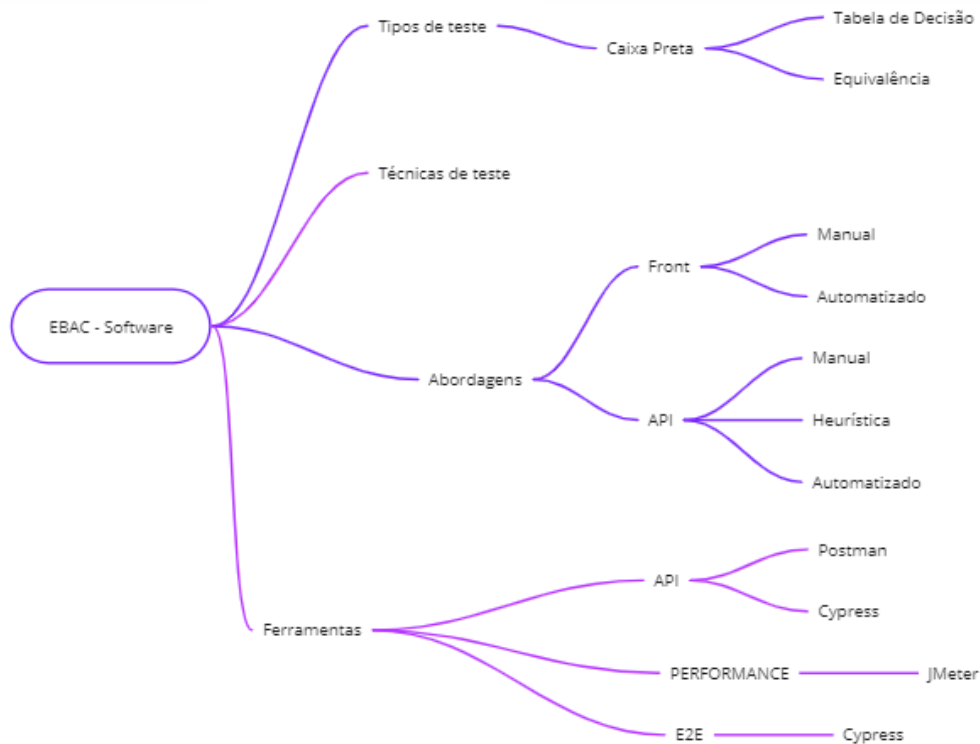 Tipos de teste
Caixa Preta
Tabela de Decisão
Equivalência
Técnicas de teste
EBAC - Software
Abordagens
Front
Manual
Automatizado
API
Manual
Heurística
Automatizado
Ferramentas
API
Postman
Cypress
PERFORMANCE
JMeter
E2E
Cypress